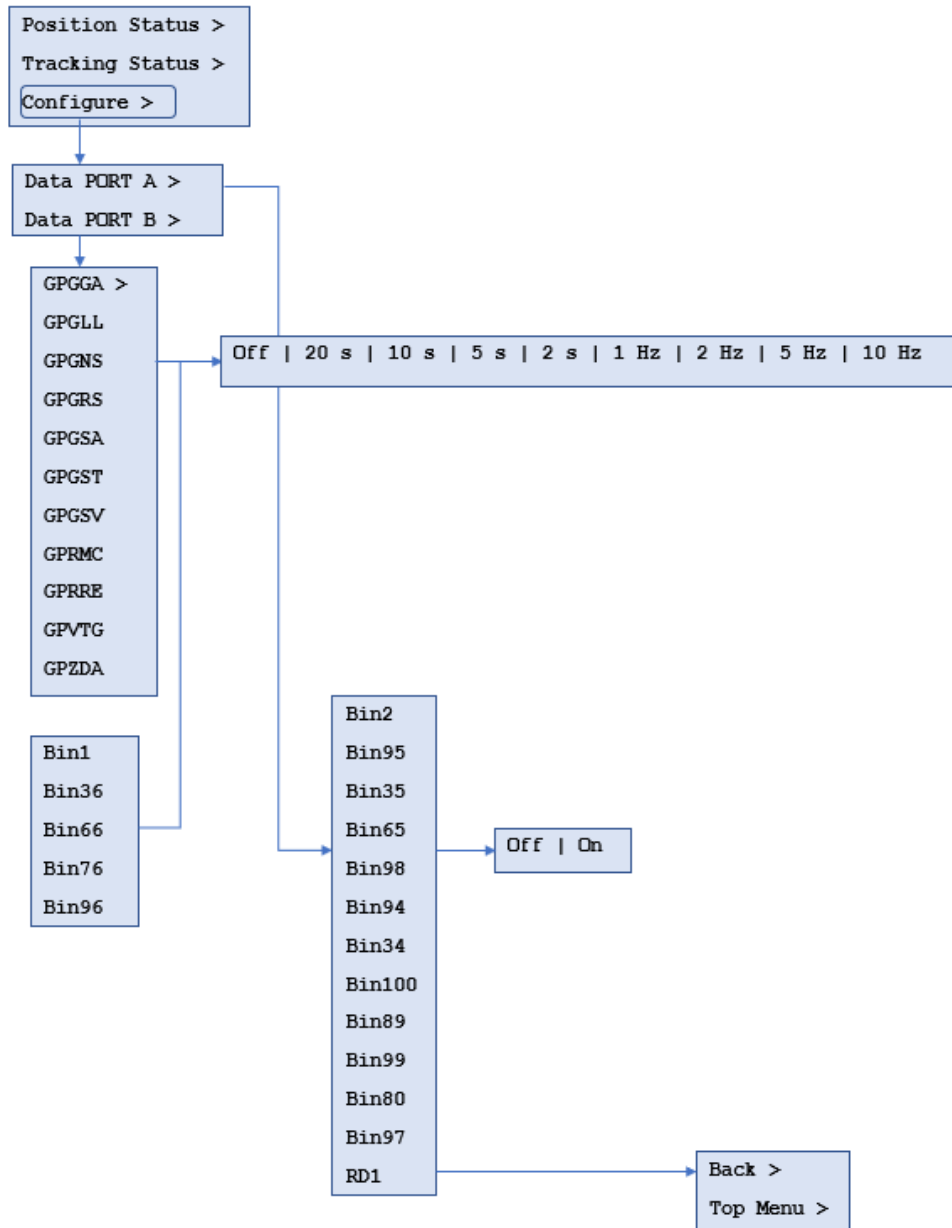 Position Status >
Tracking Status >
Configure >
Data PORT A >
Data PORT B >
GPGGA >
GPGLL
GPGNS
GPGRS
GPGSA
GPGST
GPGSV
GPRMC
GPRRE
GPVTG
GPZDA
Off | 20 s | 10 s | 5 s | 2 s | 1 Hz | 2 Hz | 5 Hz | 10 Hz
Bin1
Bin36
Bin66
Bin76
Bin96
Bin2
Bin95
Bin35
Bin65
Bin98
Bin94
Bin34
Bin100
Bin89
Bin99
Bin80
Bin97
RD1
Off | On
Back >
Top Menu >